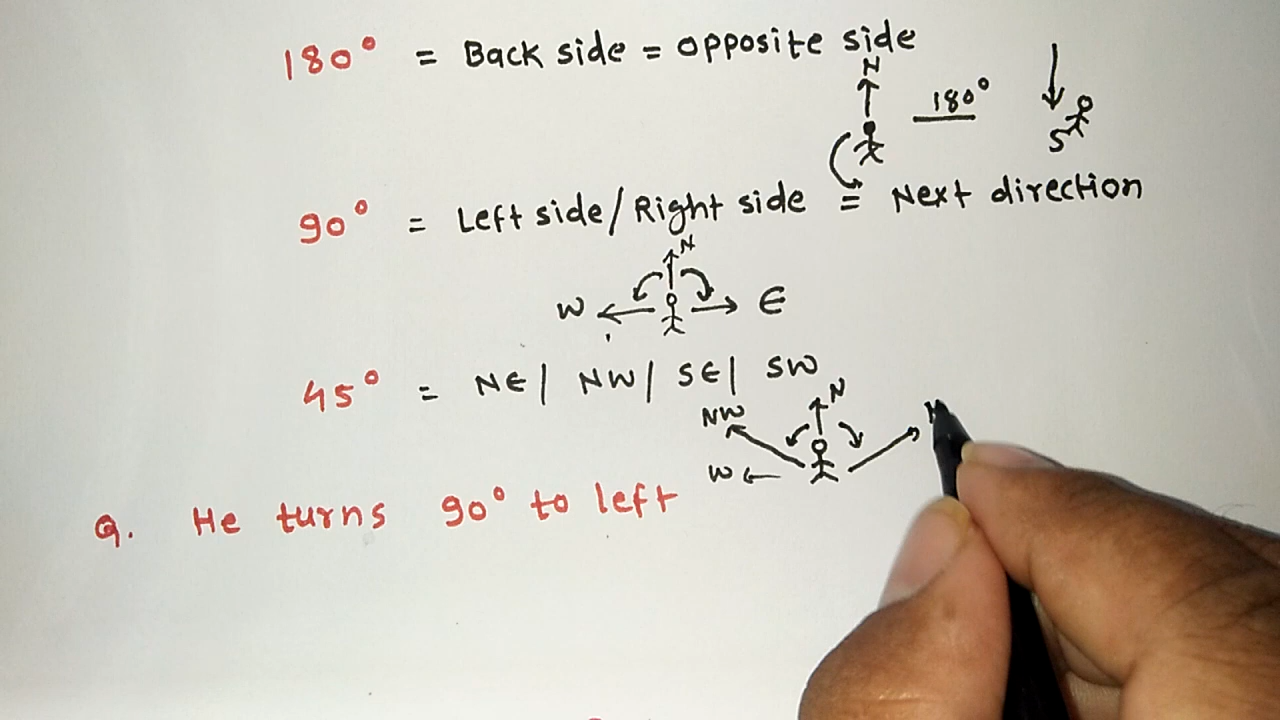 180° = Back side = opposite side
N
180°
S
90° = Left side/Right side = Next direction
N
W E
45° = NE| NW| SE| SW
NW N
W
Q. He turns 90° to left